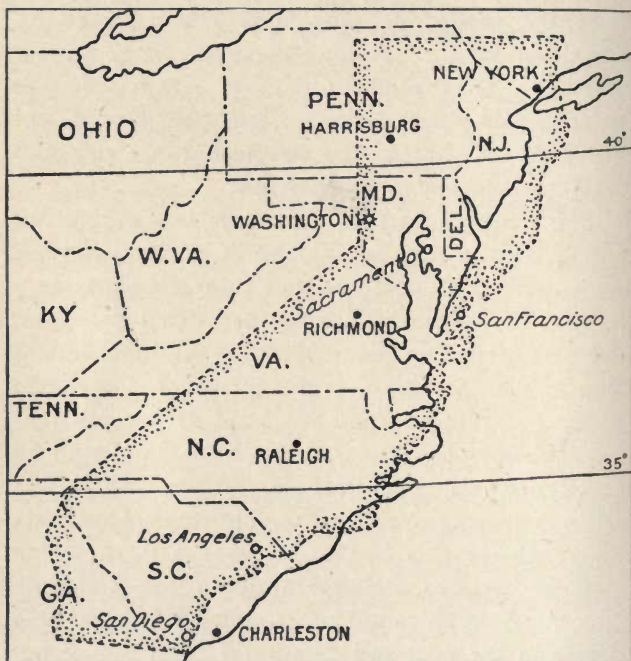 NEW YORK
PENN.
OHIO
HARRISBURG
N.J.
40°
MD.
WASHINGTON
DEL.
W.VA.
Sacramento
KY
RICHMOND
San Francisco
VA.
TENN.
N.C.
RALEIGH
35°
Los Angeles
S.C.
GA.
San Diego
CHARLESTON